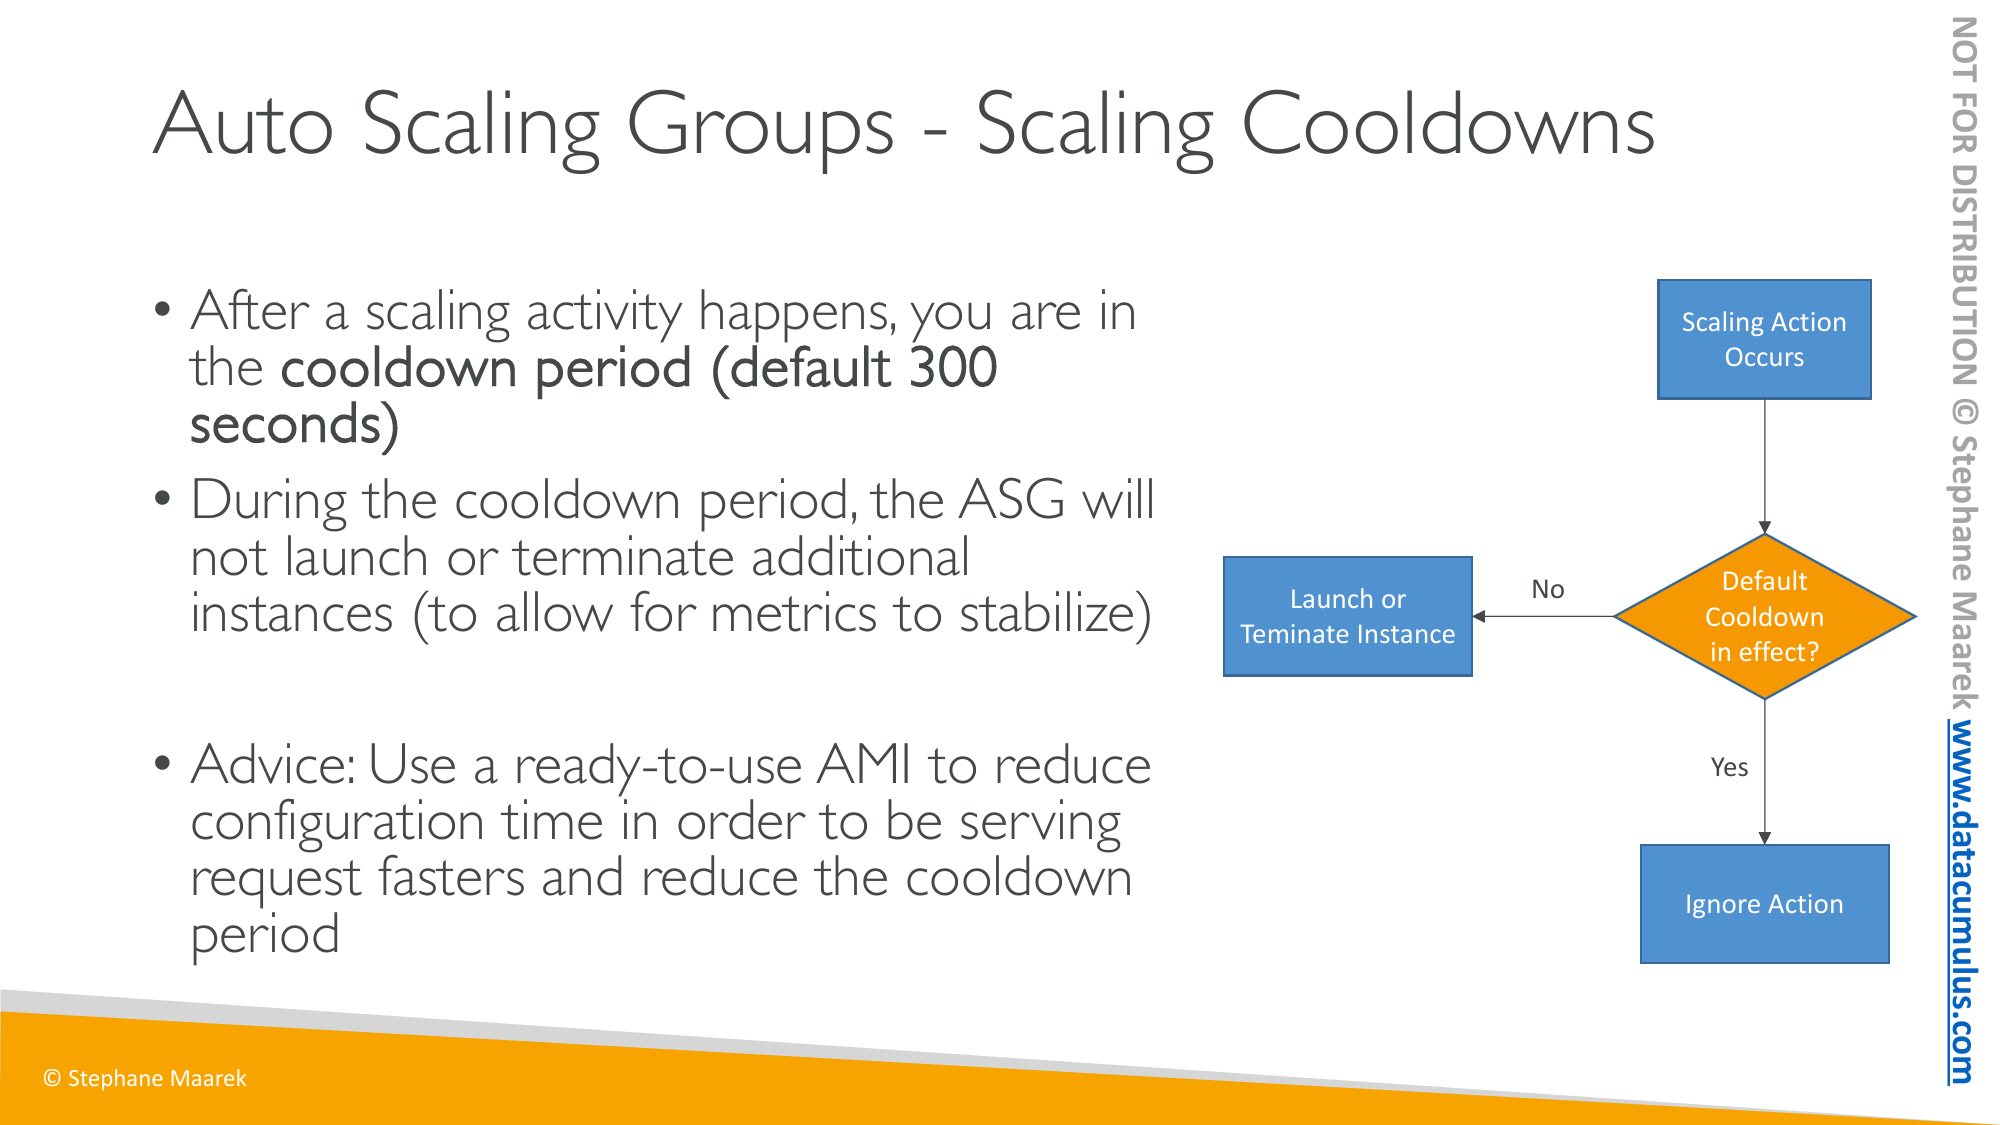 Auto Scaling Groups - Scaling Cooldowns
• After a scaling activity happens, you are in
the cooldown period (default 300
seconds)
• During the cooldown period, the ASG will
not launch or terminate additional
instances (to allow for metrics to stabilize)
• Advice: Use a ready-to-use AMI to reduce
configuration time in order to be serving
request fasters and reduce the cooldown
period
Scaling Action
Occurs
Default
Cooldown
in effect?
No
Launch or
Teminate Instance
Yes
Ignore Action
© Stephane Maarek
NOT FOR DISTRIBUTION © Stephane Maarek www.datacumulus.com